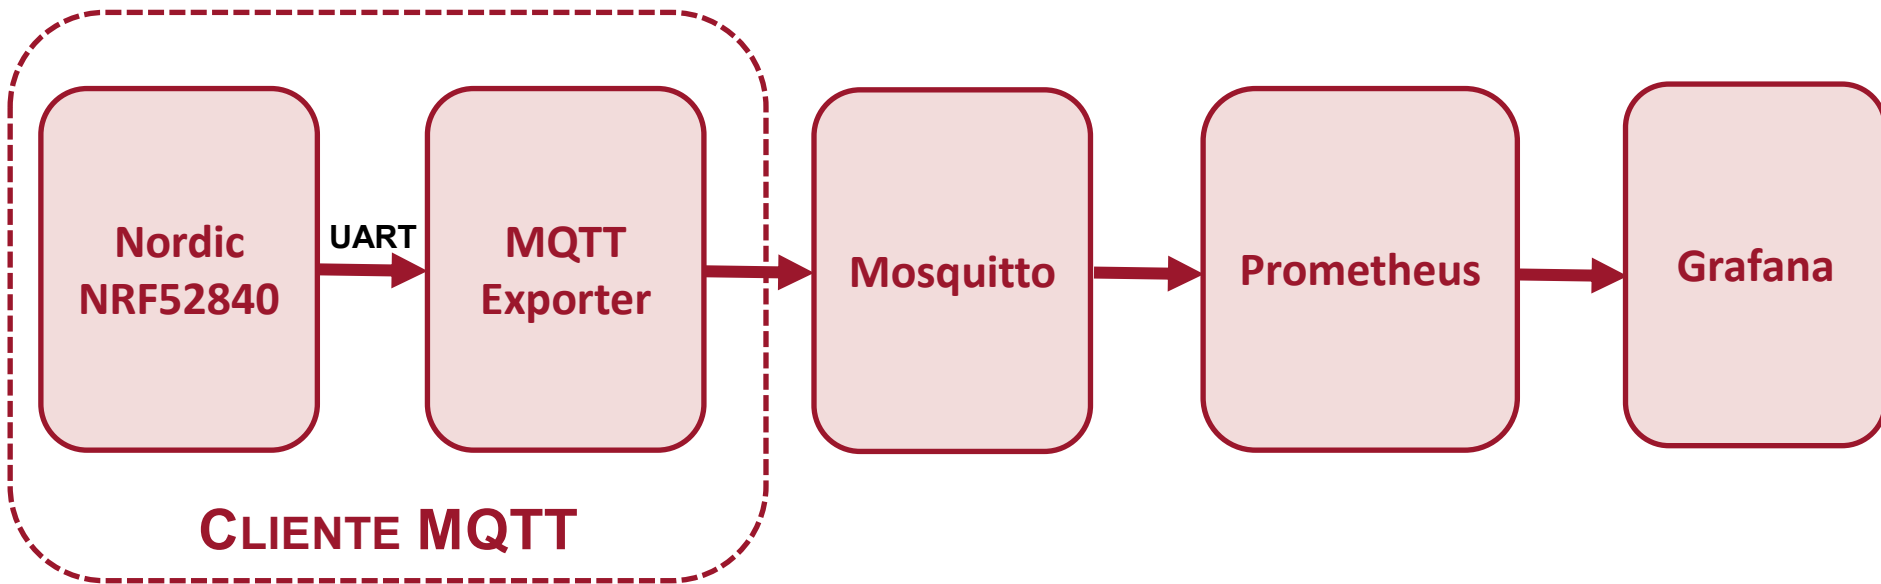 Nordic
NRF52840
UART
MQTT
Exporter
Mosquitto
Prometheus
Grafana
CLIENTE MQTT